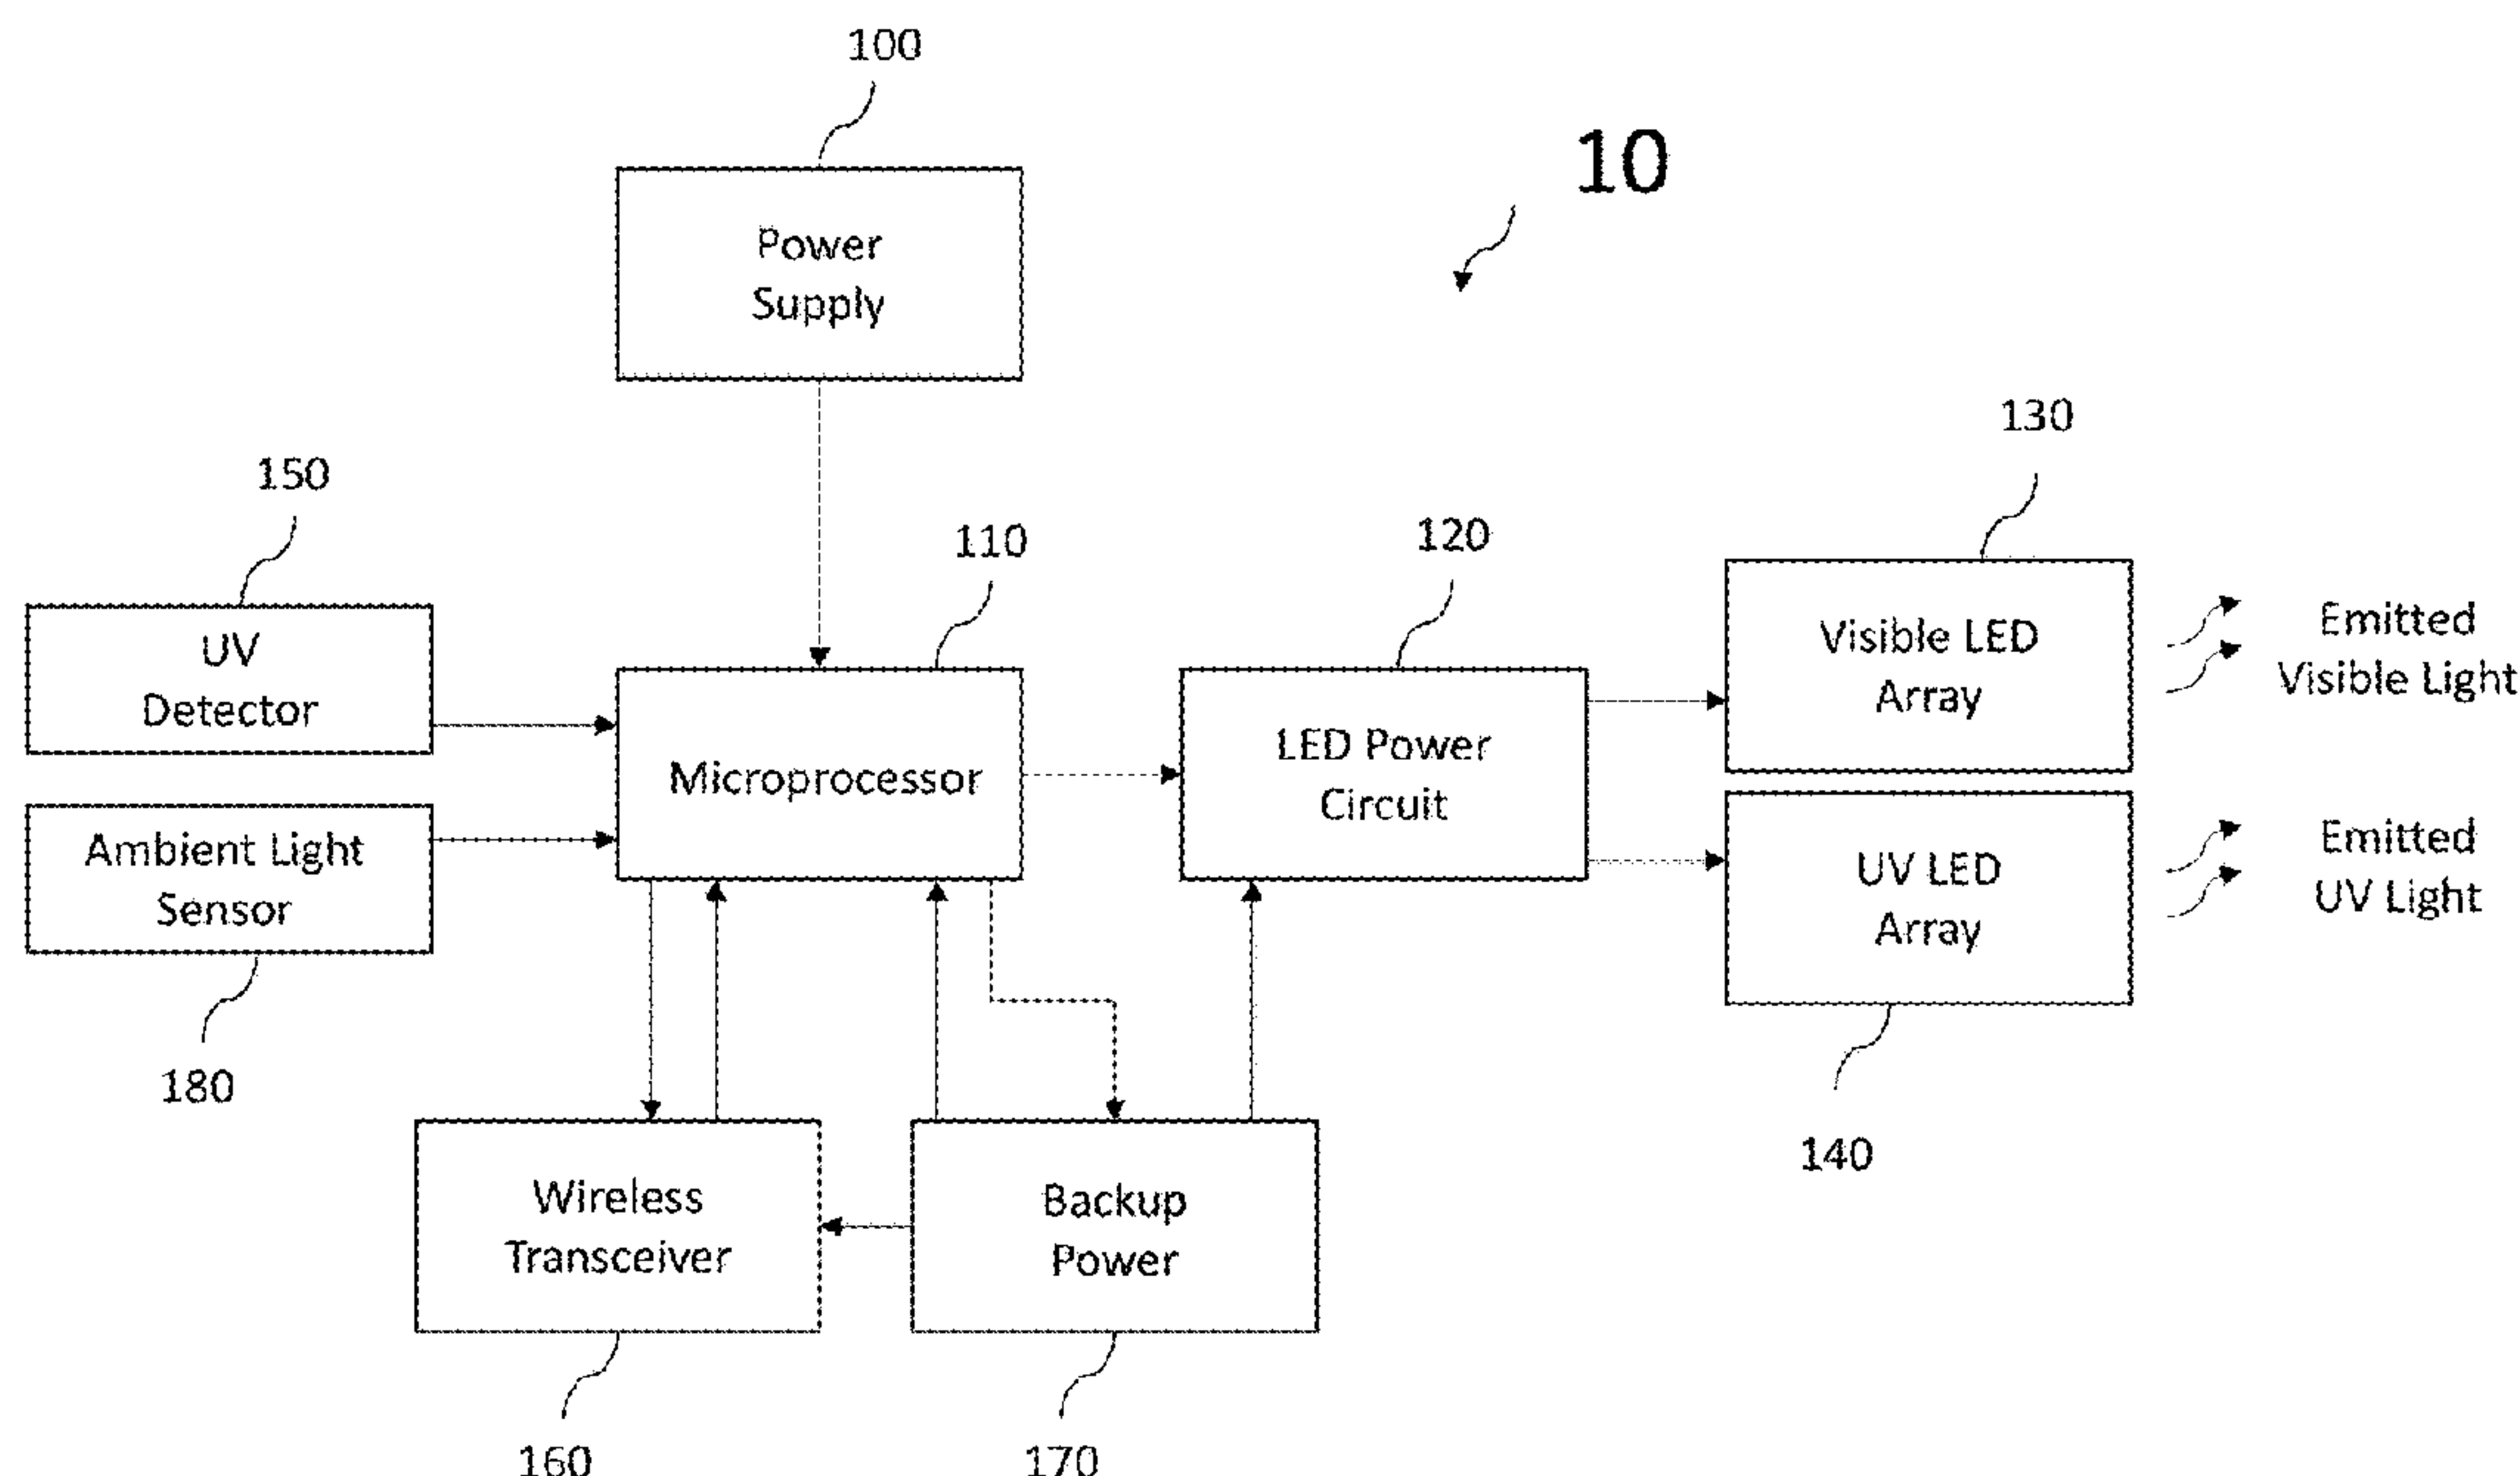 100
10
Power
Supply
130
150
110
120
UV
Detector
Visible LED
Array
Emitted
Visible Light
Microprocessor
LED Power
Circuit
Ambient Light
Sensor
UV LED
Array
Emitted
UV Light
180
140
Wireless
Transceiver
Backup
Power
160
170